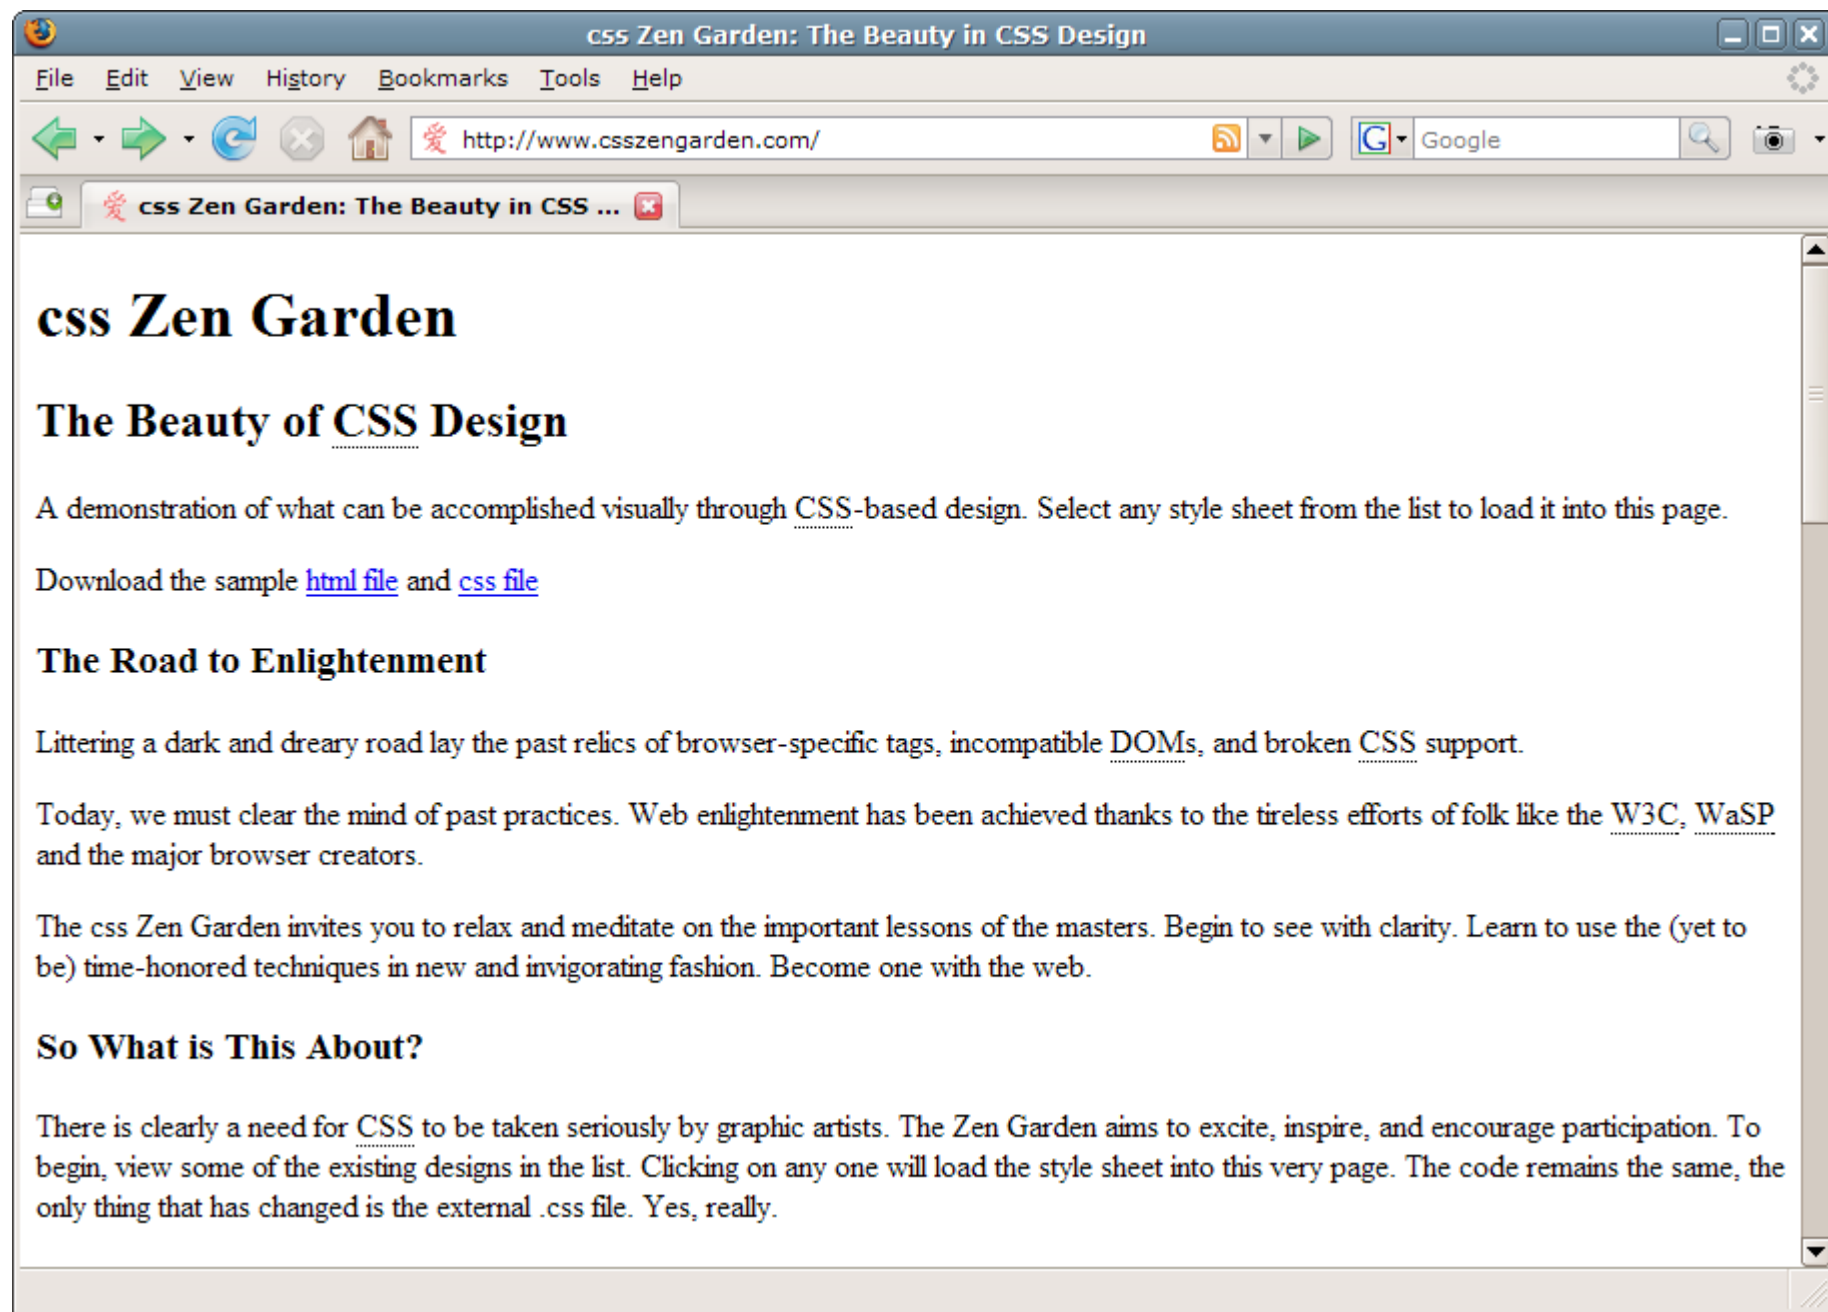 css Zen Garden: The Beauty in CSS Design
File Edit View History Bookmarks Tools Help
愛 http://www.csszengarden.com/ G Google
愛 css Zen Garden: The Beauty in CSS ...
css Zen Garden
The Beauty of CSS Design
A demonstration of what can be accomplished visually through CSS-based design. Select any style sheet from the list to load it into this page.
Download the sample html file and css file
The Road to Enlightenment
Littering a dark and dreary road lay the past relics of browser-specific tags, incompatible DOMs, and broken CSS support.
Today, we must clear the mind of past practices. Web enlightenment has been achieved thanks to the tireless efforts of folk like the W3C, WaSP
and the major browser creators.
The css Zen Garden invites you to relax and meditate on the important lessons of the masters. Begin to see with clarity. Learn to use the (yet to
be) time-honored techniques in new and invigorating fashion. Become one with the web.
So What is This About?
There is clearly a need for CSS to be taken seriously by graphic artists. The Zen Garden aims to excite, inspire, and encourage participation. To
begin, view some of the existing designs in the list. Clicking on any one will load the style sheet into this very page. The code remains the same, the
only thing that has changed is the external .css file. Yes, really.